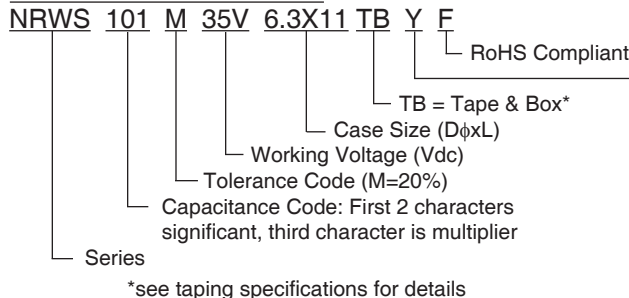 NRWS 101 M 35V 6.3X11 TB Y F
RoHS Compliant
TB = Tape & Box*
Case Size (DϕxL)
Working Voltage (Vdc)
Tolerance Code (M=20%)
Capacitance Code: First 2 characters
significant, third character is multiplier
Series
*see taping specifications for details